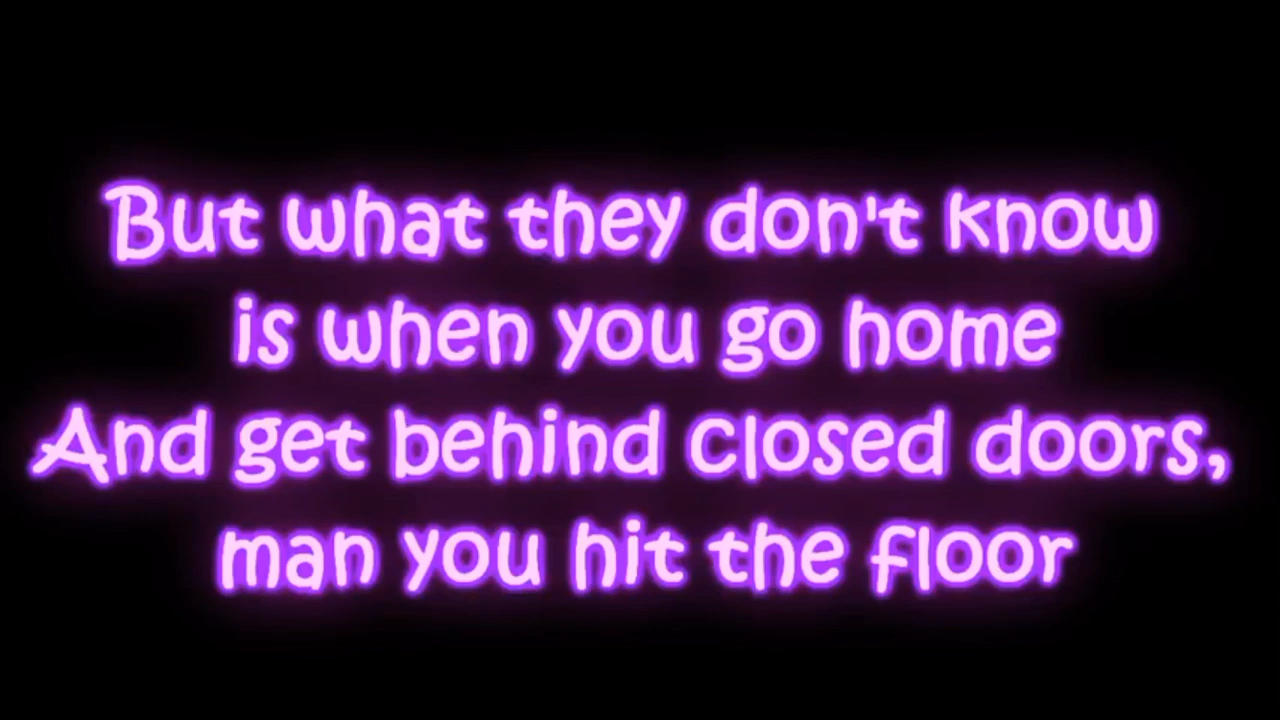 But what they don't know
is when you go home
And get behind closed doors,
man you hit the floor